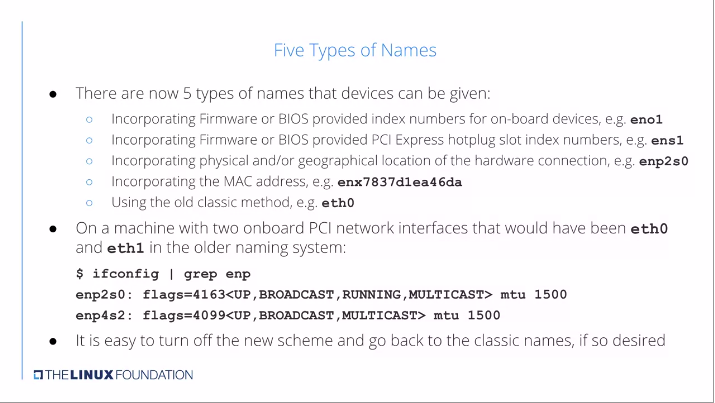 Five Types of Names
● There are now 5 types of names that devices can be given:
○ Incorporating Firmware or BIOS provided index numbers for on-board devices, e.g. eno1
○ Incorporating Firmware or BIOS provided PCI Express hotplug slot index numbers, e.g. ens1
○ Incorporating physical and/or geographical location of the hardware connection, e.g. enp2s0
○ Incorporating the MAC address, e.g. enx7837d1ea46da
○ Using the old classic method, e.g. eth0
● On a machine with two onboard PCI network interfaces that would have been eth0
and eth1 in the older naming system:
$ ifconfig | grep enp
enp2s0: flags=4163<UP,BROADCAST,RUNNING,MULTICAST> mtu 1500
enp4s2: flags=4099<UP,BROADCAST,MULTICAST> mtu 1500
● It is easy to turn off the new scheme and go back to the classic names, if so desired
THE LINUX FOUNDATION